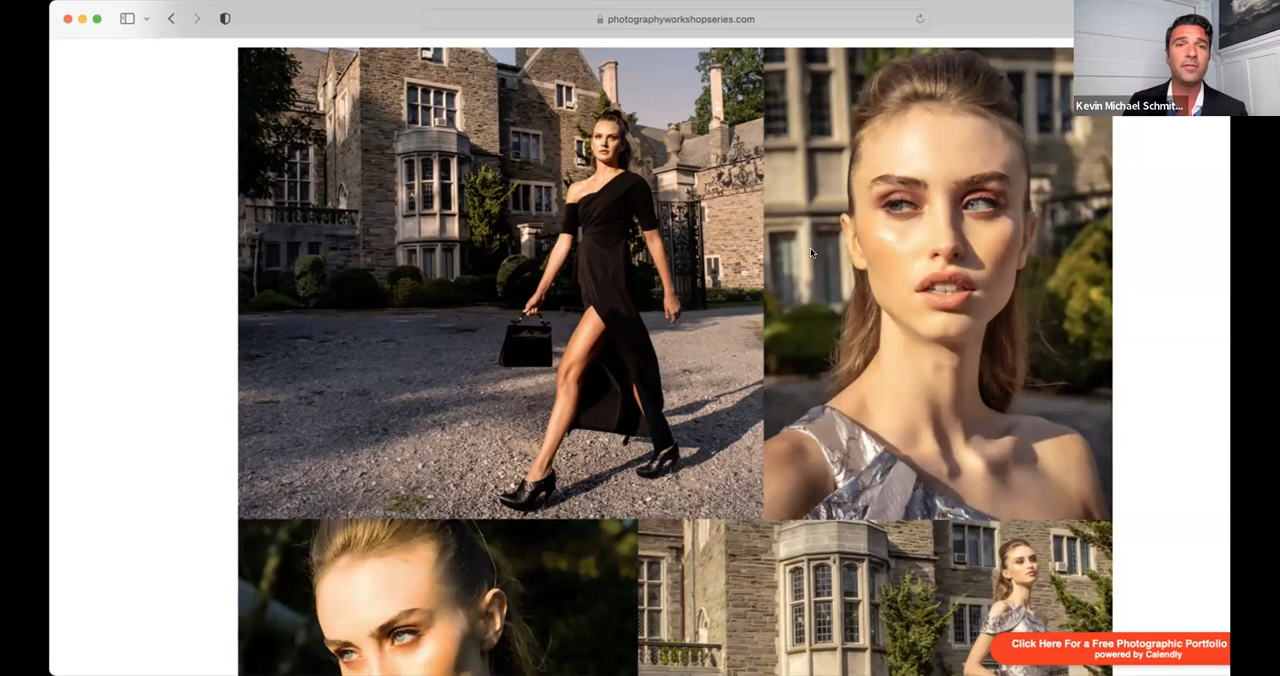 photographyworkshopseries.com
Kevin Michael Schmit...
Click Here For a Free Photographic Portfolio
powered by Calendly